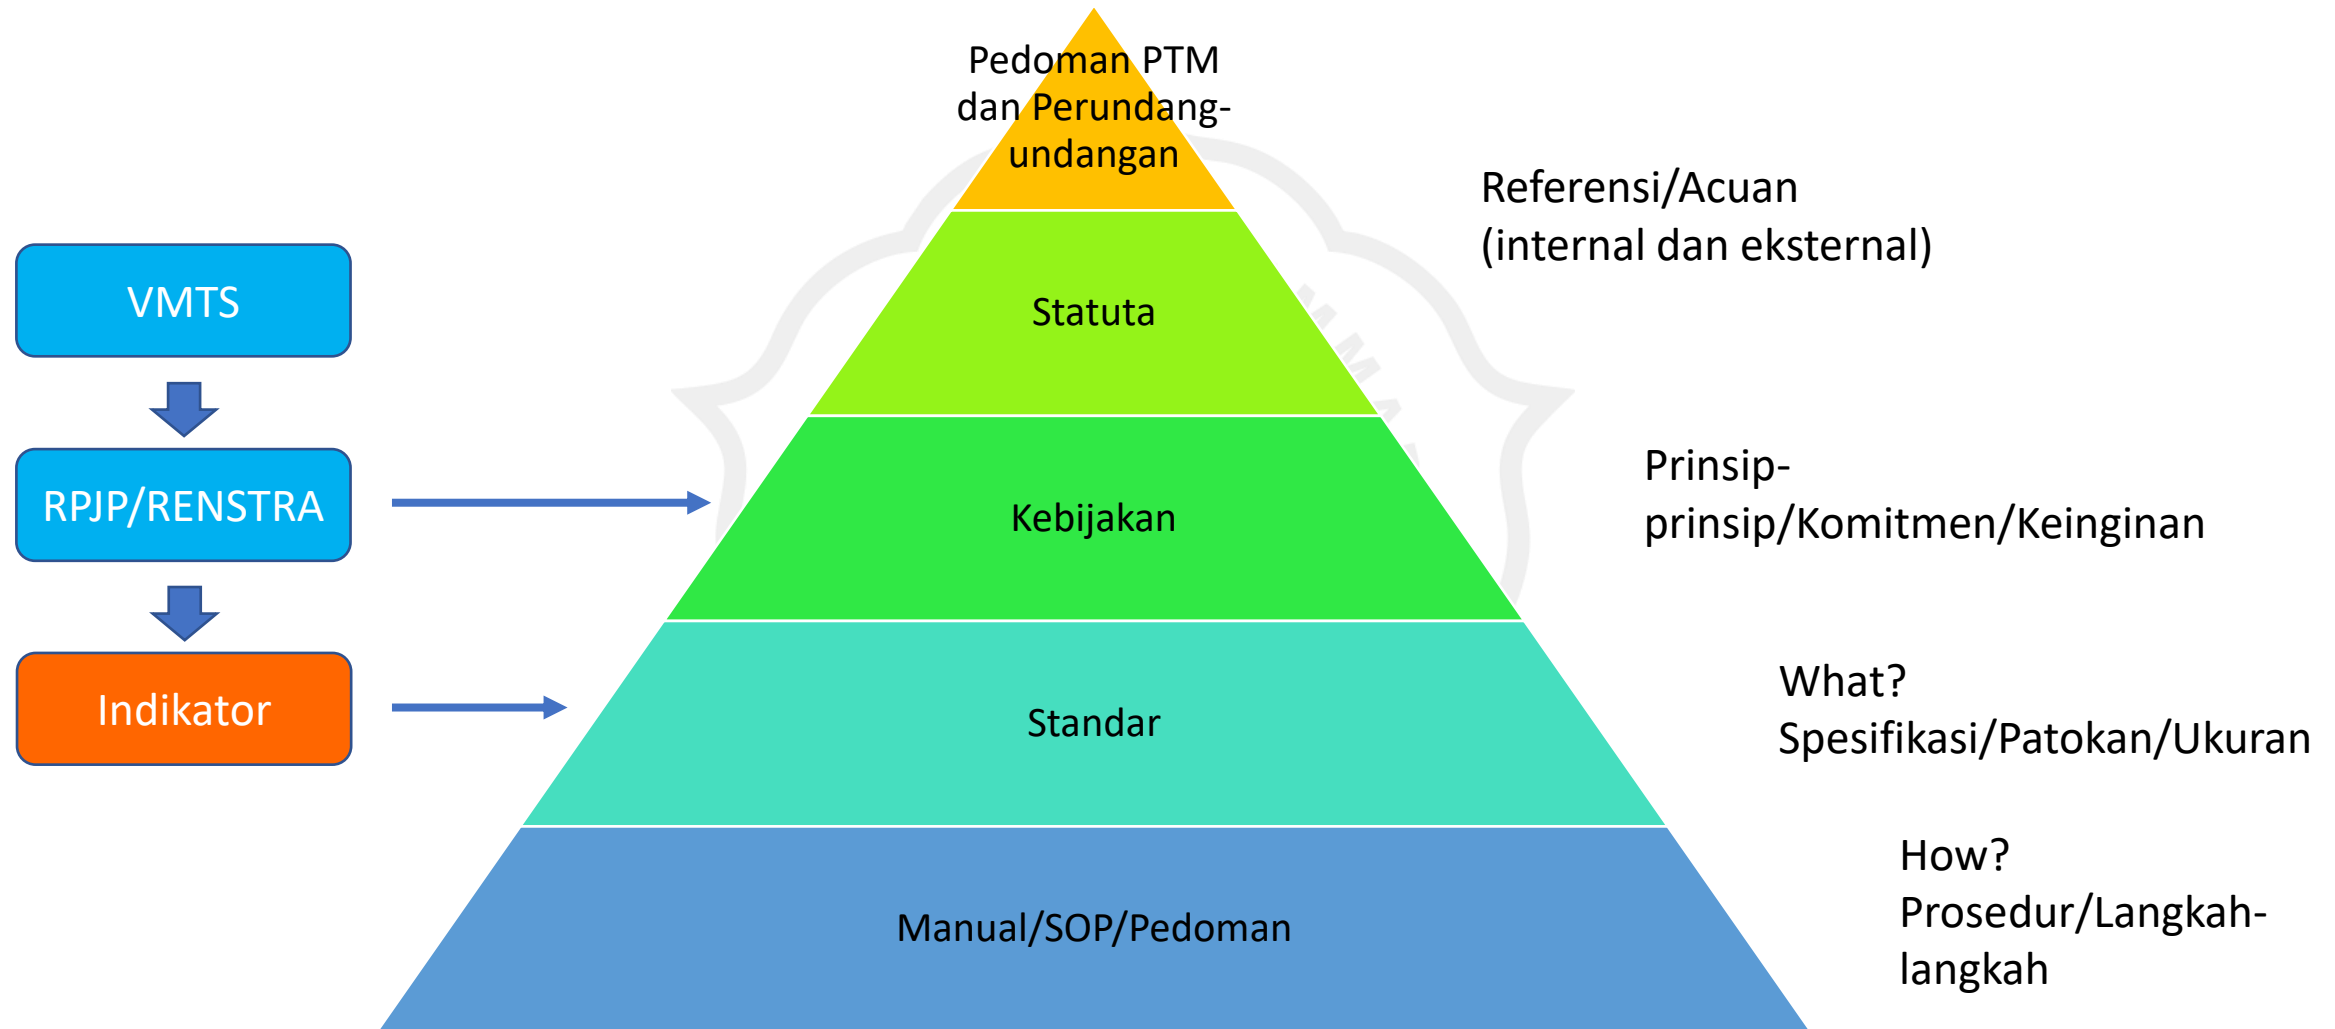 Pedoman PTM
dan Perundang-
undangan
Referensi/Acuan
(internal dan eksternal)
VMTS
Statuta
RPJP/RENSTRA
Kebijakan
Prinsip-
prinsip/Komitmen/Keinginan
Indikator
Standar
What?
Spesifikasi/Patokan/Ukuran
Manual/SOP/Pedoman
How?
Prosedur/Langkah-
langkah